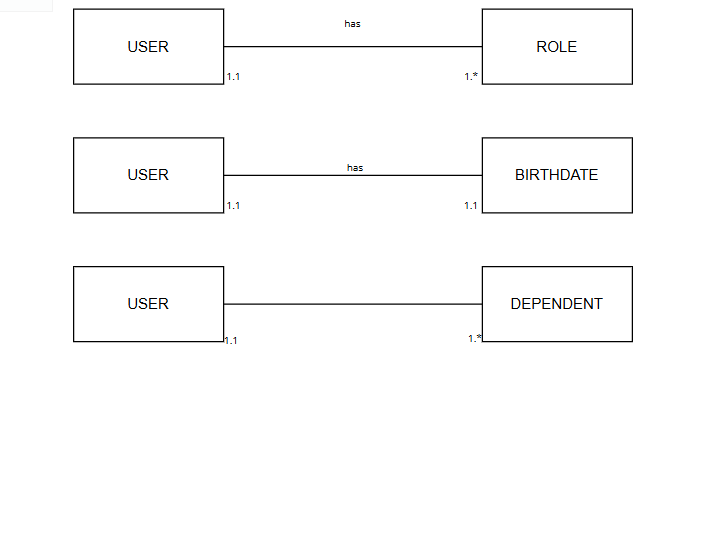 has
USER
ROLE
1.1
1.*
has
USER
BIRTHDATE
1.1
1.1
USER
DEPENDENT
1.1
1.*